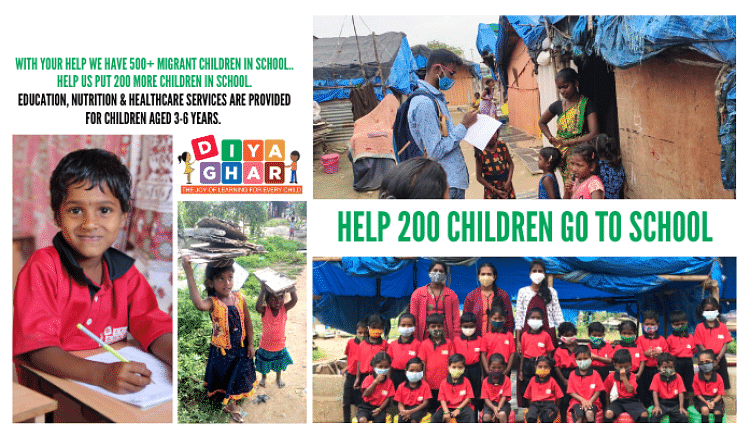 WITH YOUR HELP WE HAVE 500+ MIGRANT CHILDREN IN SCHOOL..
HELP US PUT 200 MORE CHILDREN IN SCHOOL.
EDUCATION, NUTRITION & HEALTHCARE SERVICES ARE PROVIDED
FOR CHILDREN AGED 3-6 YEARS.
DIYA
GHAR
THE JOY OF LEARNING FOR EVERY CHILD
HELP 200 CHILDREN GO TO SCHOOL